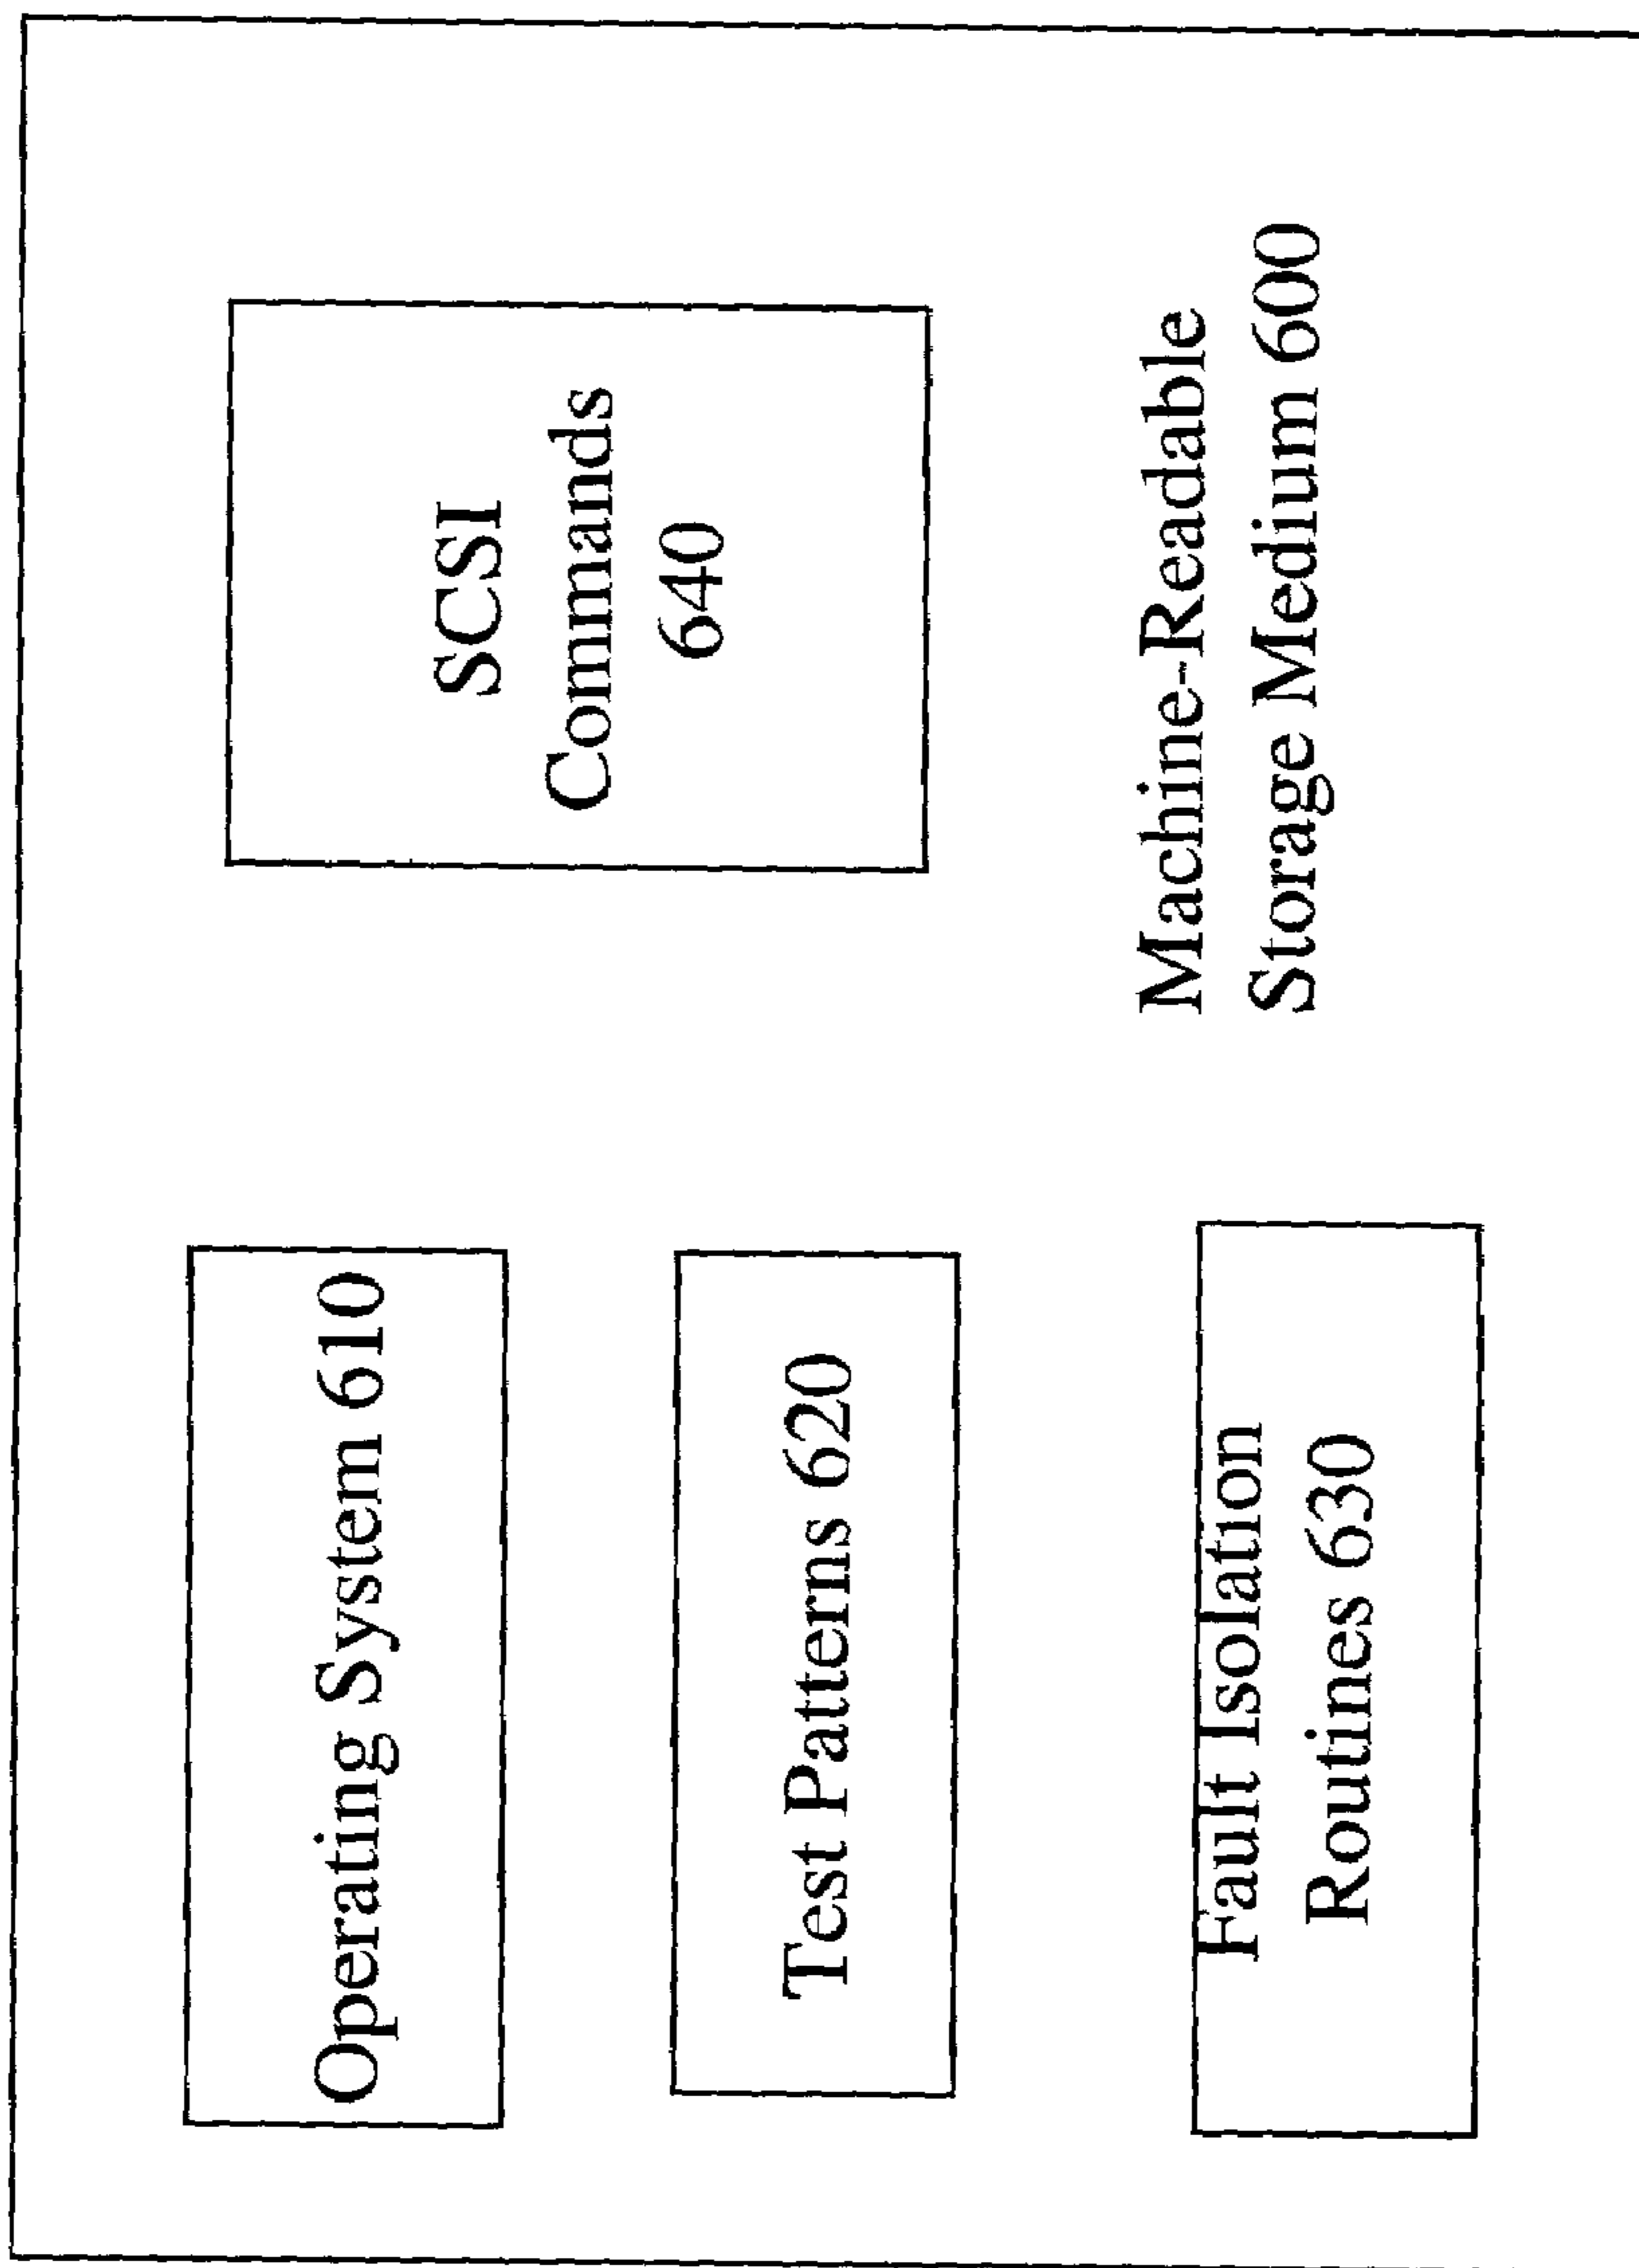 Operating System 610
Test Patterns 620
Fault Isolation
Routines 630
SCSI
Commands
640
Machine-Readable
Storage Medium 600